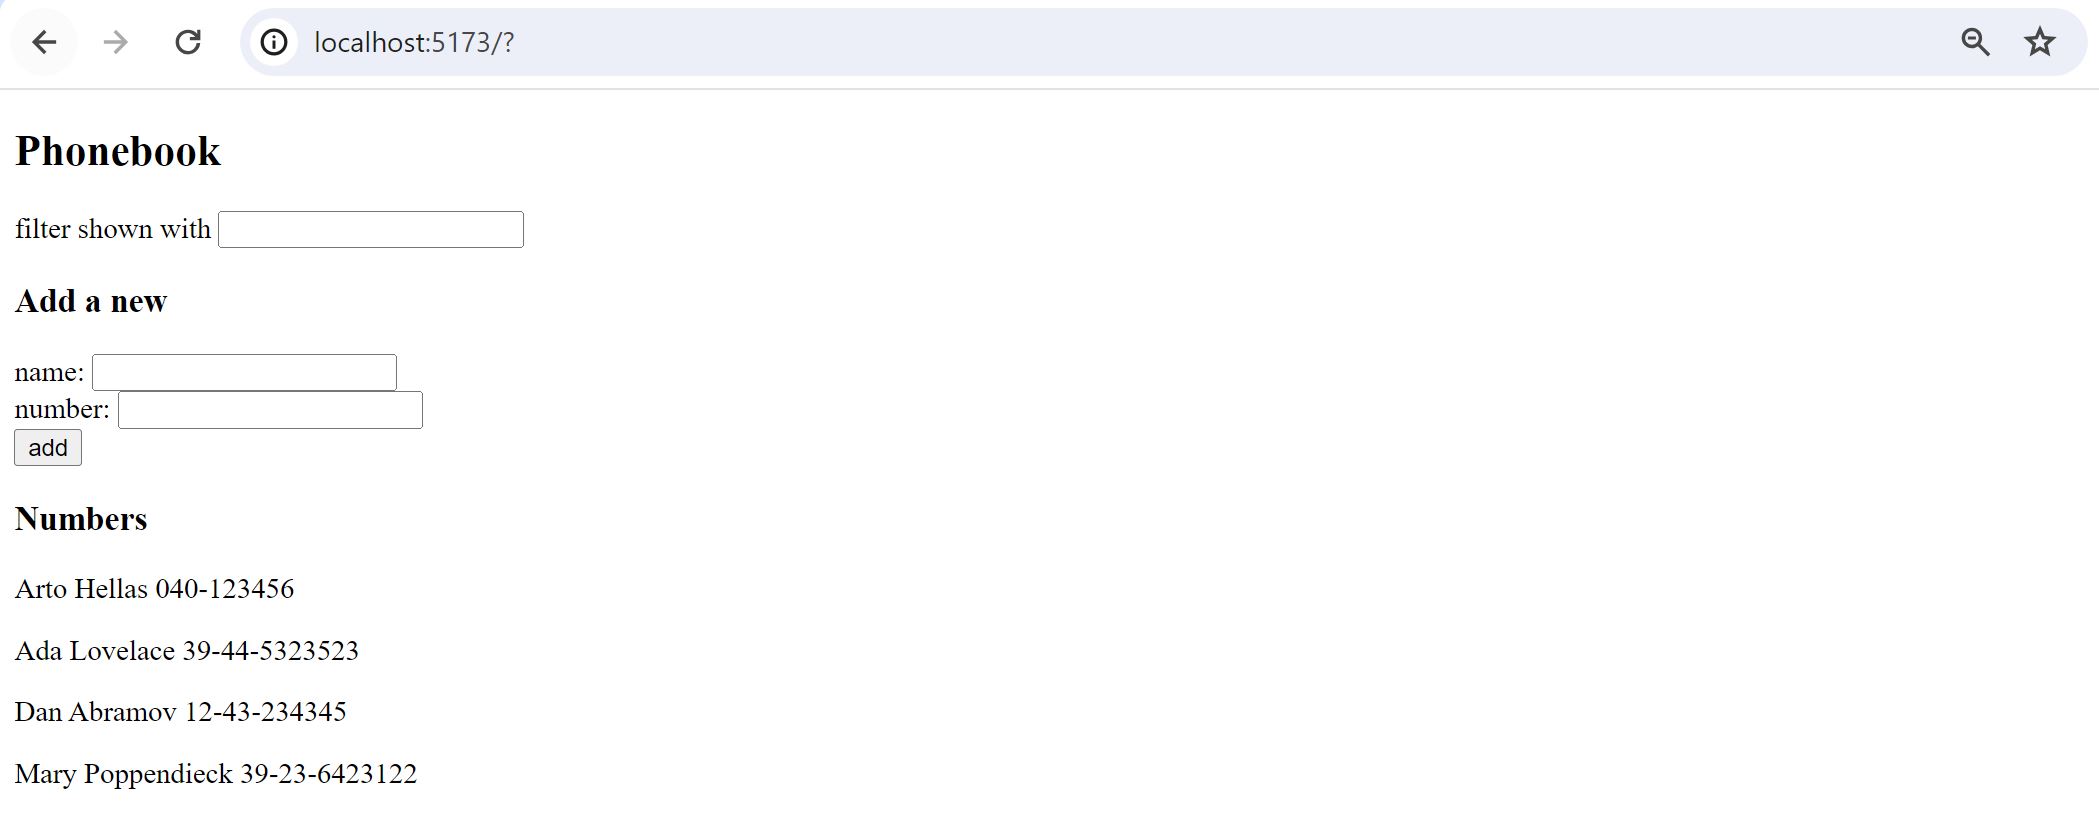 localhost:5173/?
Phonebook
filter shown with
Add a new
name:
number:
add
Numbers
Arto Hellas 040-123456
Ada Lovelace 39-44-5323523
Dan Abramov 12-43-234345
Mary Poppendieck 39-23-6423122